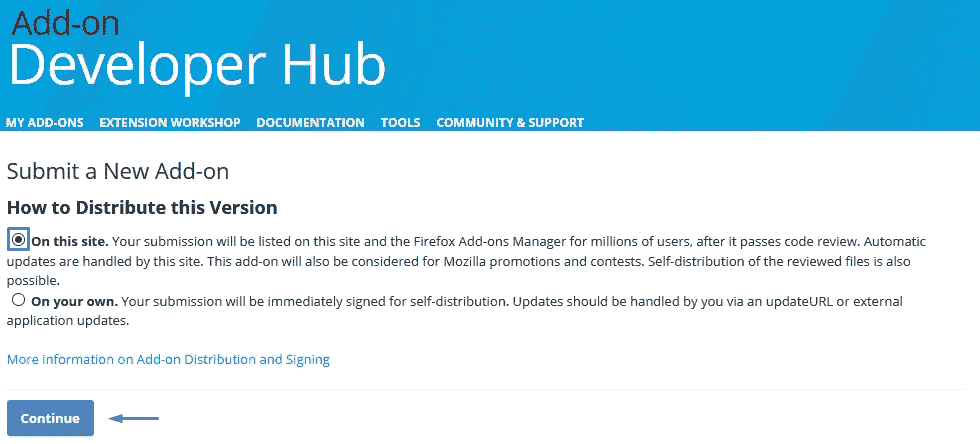 Add-on
Developer Hub
MY ADD-ONS EXTENSION WORKSHOP DOCUMENTATION TOOLS COMMUNITY & SUPPORT
Submit a New Add-on
How to Distribute this Version
On this site. Your submission will be listed on this site and the Firefox Add-ons Manager for millions of users, after it passes code review. Automatic
updates are handled by this site. This add-on will also be considered for Mozilla promotions and contests. Self-distribution of the reviewed files is also
possible.
On your own. Your submission will be immediately signed for self-distribution. Updates should be handled by you via an updateURL or external
application updates.
More information on Add-on Distribution and Signing
Continue